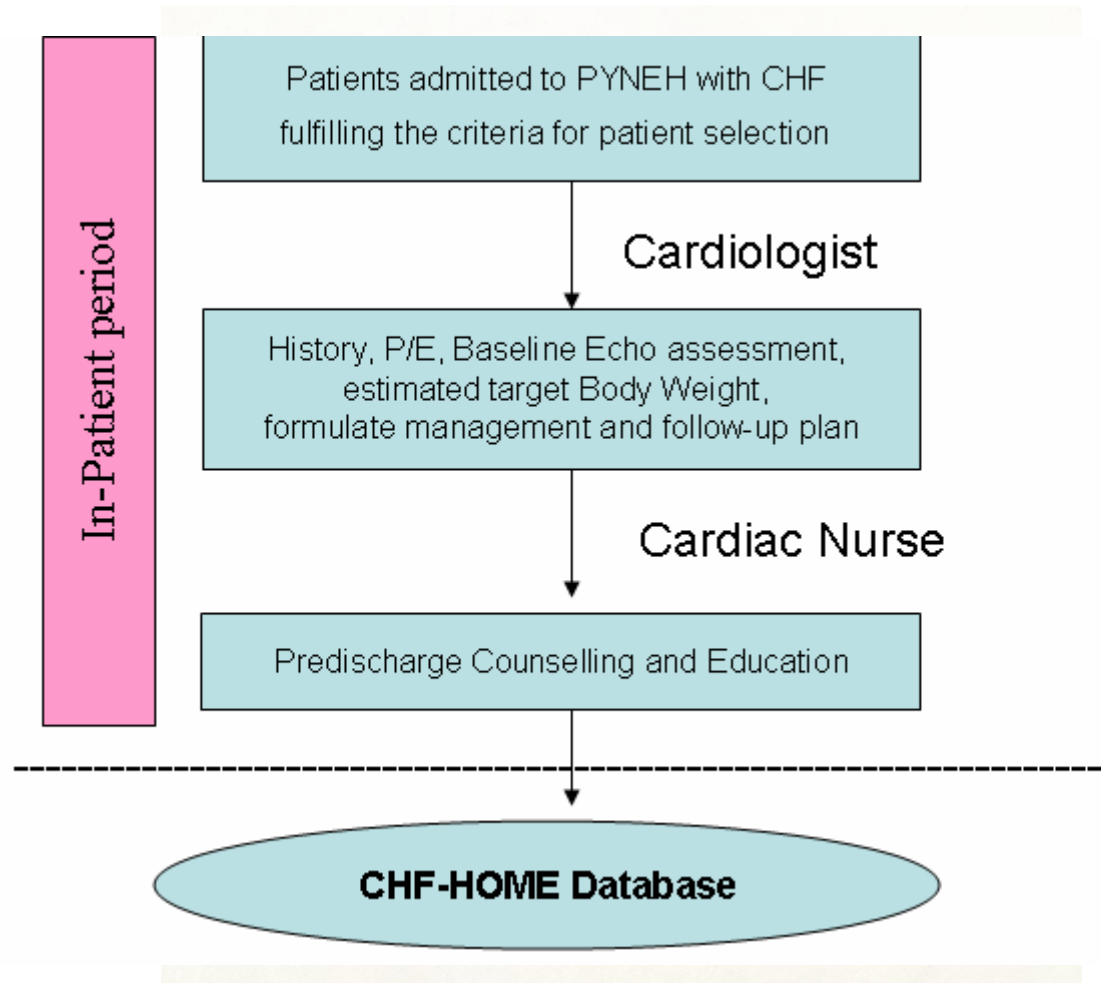 In-Patient period
Patients admitted to PYNEH with CHF
fulfilling the criteria for patient selection
Cardiologist
History, P/E, Baseline Echo assessment,
estimated target Body Weight,
formulate management and follow-up plan
Cardiac Nurse
Predischarge Counselling and Education
CHF-HOME Database